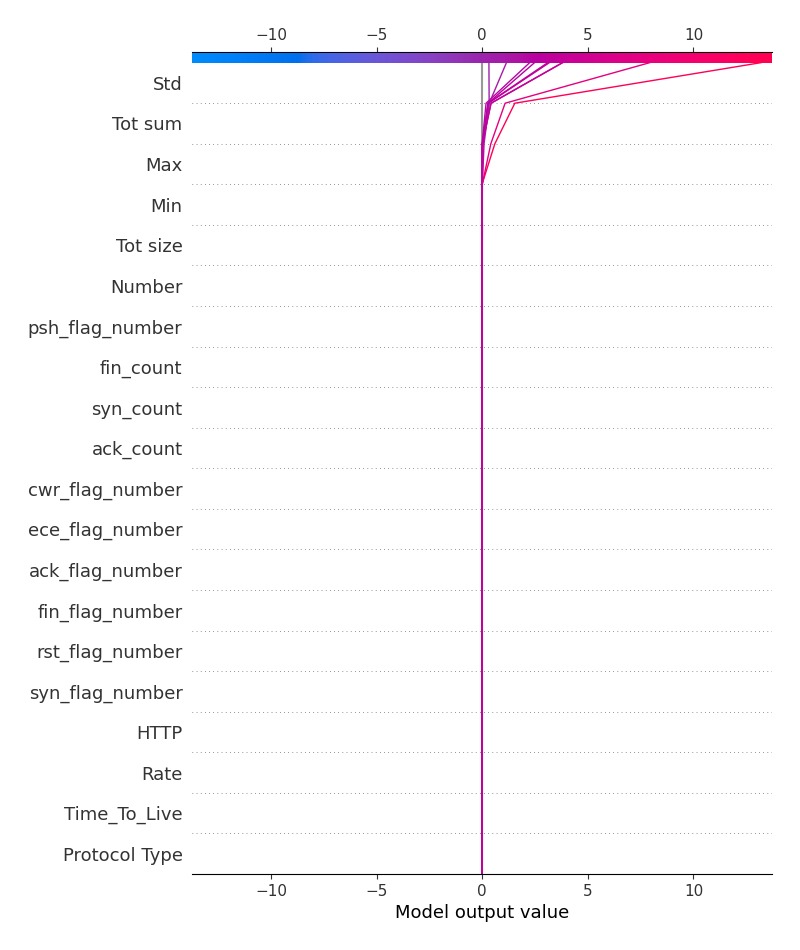 −10 −5 0 5 10
Std
Tot sum
Max
Min
Tot size
Number
psh_flag_number
fin_count
syn_count
ack_count
cwr_flag_number
ece_flag_number
ack_flag_number
fin_flag_number
rst_flag_number
syn_flag_number
HTTP
Rate
Time_To_Live
Protocol Type
−10 −5 0 5 10
Model output value